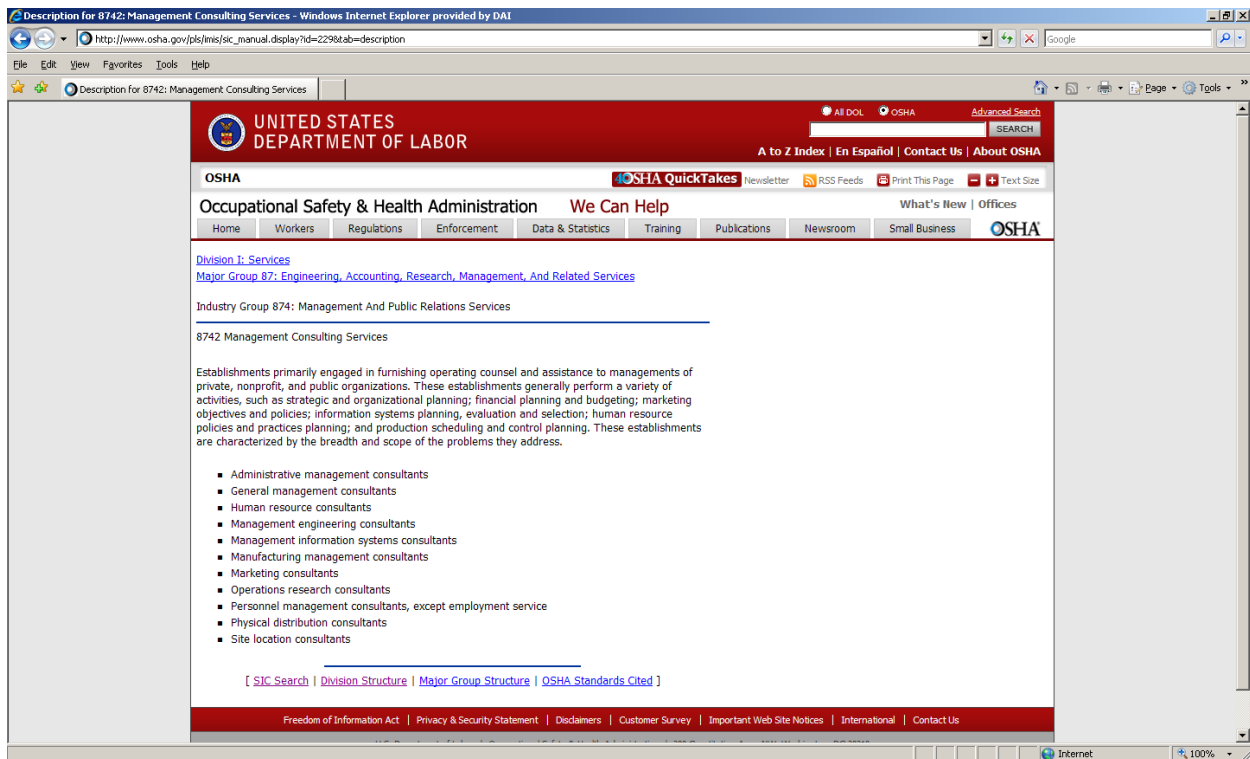 Description for 8742: Management Consulting Services - Windows Internet Explorer provided by DAI
http://www.osha.gov/pls/imis/sic_manual.display?id=229&tab=description
Google
File Edit View Favorites Tools Help
Description for 8742: Management Consulting Services
Page Tools
UNITED STATES
DEPARTMENT OF LABOR
All DOL OSHA Advanced Search
SEARCH
A to Z Index | En Español | Contact Us | About OSHA
OSHA
OSHA QuickTakes Newsletter RSS Feeds Print This Page Text Size
Occupational Safety & Health Administration We Can Help
What's New | Offices
Home Workers Regulations Enforcement Data & Statistics Training Publications Newsroom Small Business OSHA
Division I: Services
Major Group 87: Engineering, Accounting, Research, Management, And Related Services
Industry Group 874: Management And Public Relations Services
8742 Management Consulting Services
Establishments primarily engaged in furnishing operating counsel and assistance to managements of
private, nonprofit, and public organizations. These establishments generally perform a variety of
activities, such as strategic and organizational planning; financial planning and budgeting; marketing
objectives and policies; information systems planning, evaluation and selection; human resource
policies and practices planning; and production scheduling and control planning. These establishments
are characterized by the breadth and scope of the problems they address.
Administrative management consultants
General management consultants
Human resource consultants
Management engineering consultants
Management information systems consultants
Manufacturing management consultants
Marketing consultants
Operations research consultants
Personnel management consultants, except employment service
Physical distribution consultants
Site location consultants
[ SIC Search | Division Structure | Major Group Structure | OSHA Standards Cited ]
Freedom of Information Act | Privacy & Security Statement | Disclaimers | Customer Survey | Important Web Site Notices | International | Contact Us
Internet 100%